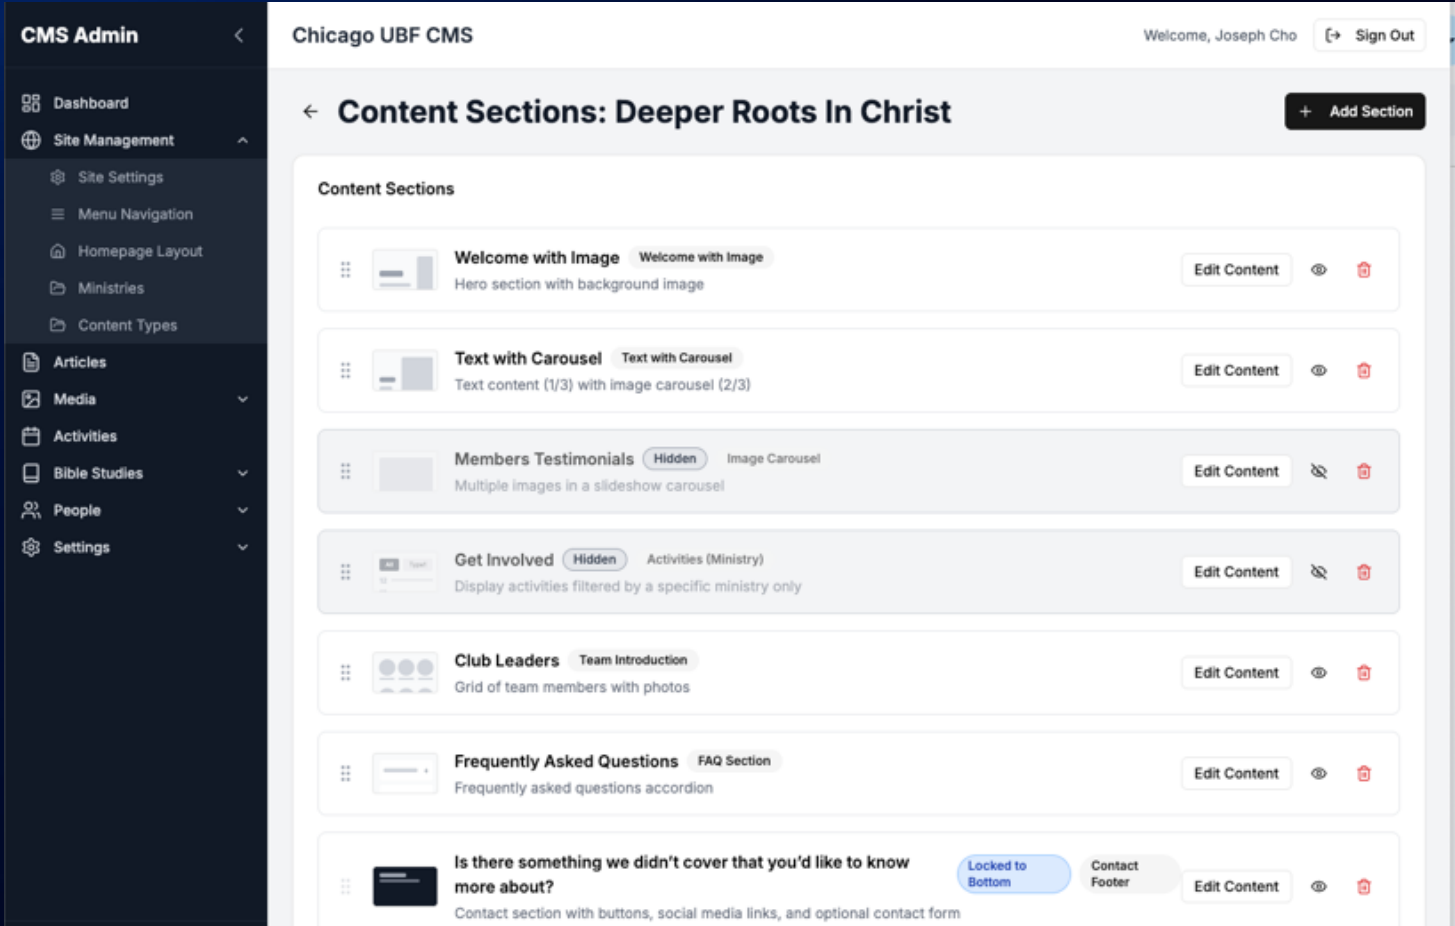 CMS Admin
Chicago UBF CMS
Welcome, Joseph Cho
Sign Out
Dashboard
Site Management
Site Settings
Menu Navigation
Homepage Layout
Ministries
Content Types
Articles
Media
Activities
Bible Studies
People
Settings
Content Sections: Deeper Roots In Christ
+ Add Section
Content Sections
Welcome with Image Welcome with Image
Hero section with background image
Edit Content
Text with Carousel Text with Carousel
Text content (1/3) with image carousel (2/3)
Edit Content
Members Testimonials Hidden Image Carousel
Multiple images in a slideshow carousel
Edit Content
Get Involved Hidden Activities (Ministry)
Display activities filtered by a specific ministry only
Edit Content
Club Leaders Team Introduction
Grid of team members with photos
Edit Content
Frequently Asked Questions FAQ Section
Frequently asked questions accordion
Edit Content
Is there something we didn't cover that you'd like to know
more about?
Locked to
Bottom
Contact
Footer
Contact section with buttons, social media links, and optional contact form
Edit Content